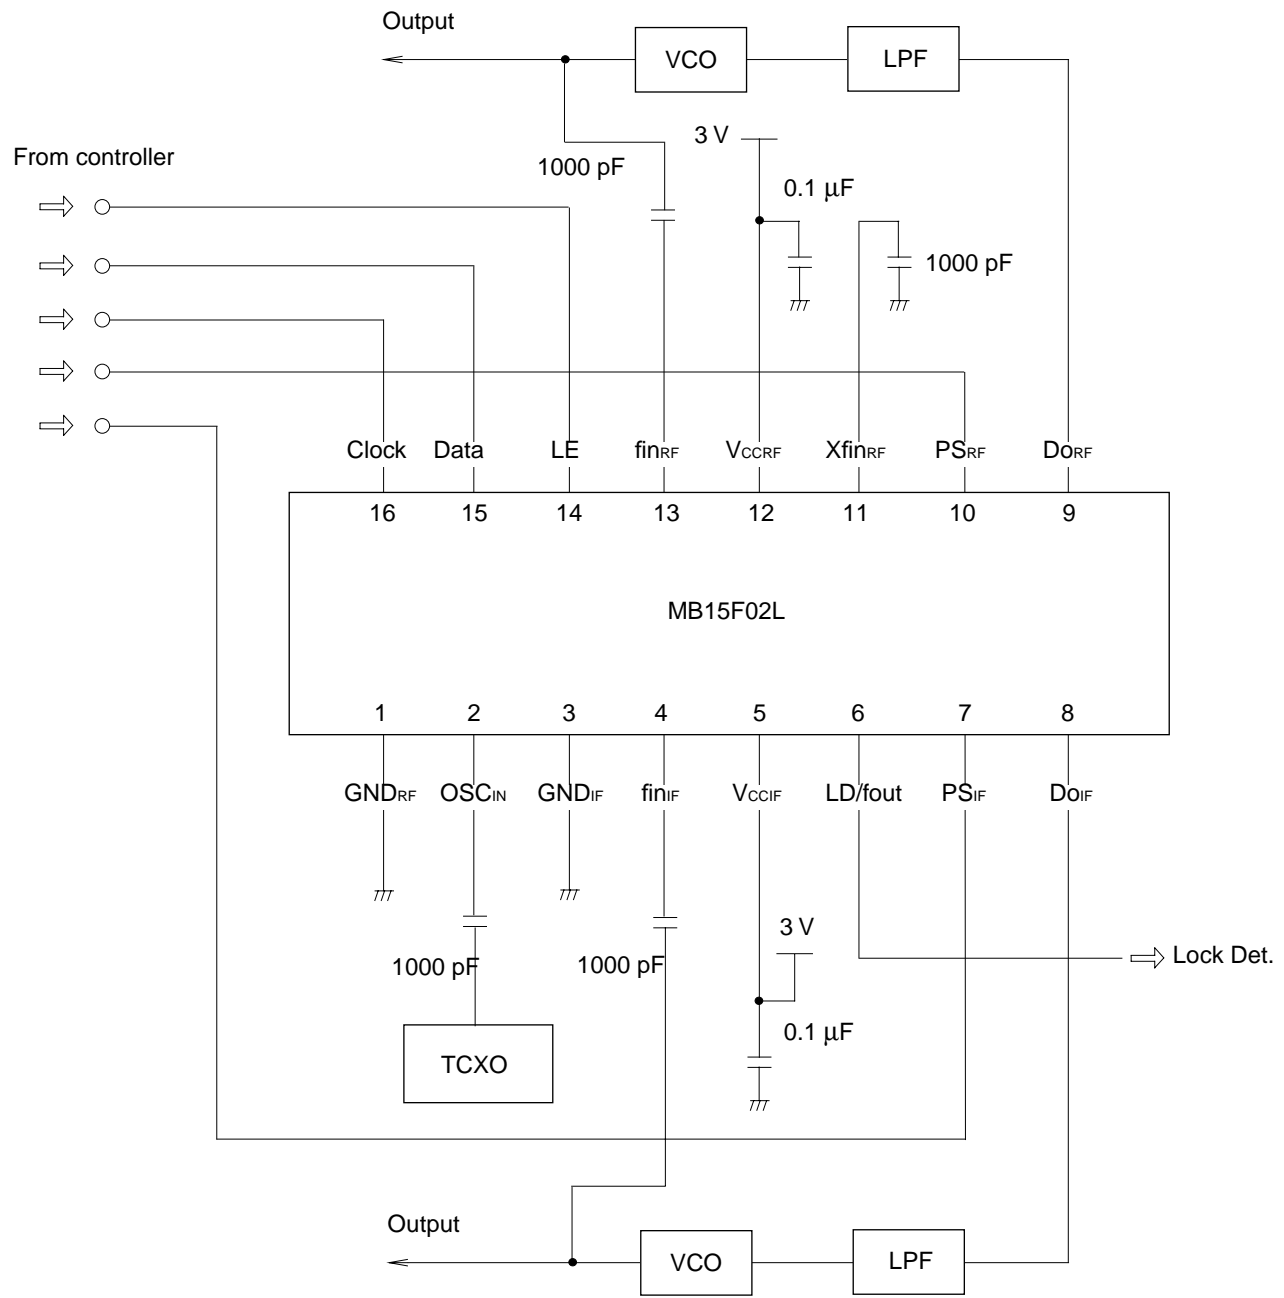 Output
VCO
LPF
3 V
From controller
1000 pF
0.1 µF
1000 pF
Clock Data LE finRF VCCRF XfinRF PSRF DoRF
16 15 14 13 12 11 10 9
MB15F02L
1 2 3 4 5 6 7 8
GNDRF OSCIN GNDIF finIF VCCIF LD/fout PSIF DoIF
3 V
Lock Det.
1000 pF
1000 pF
0.1 µF
TCXO
Output
VCO
LPF